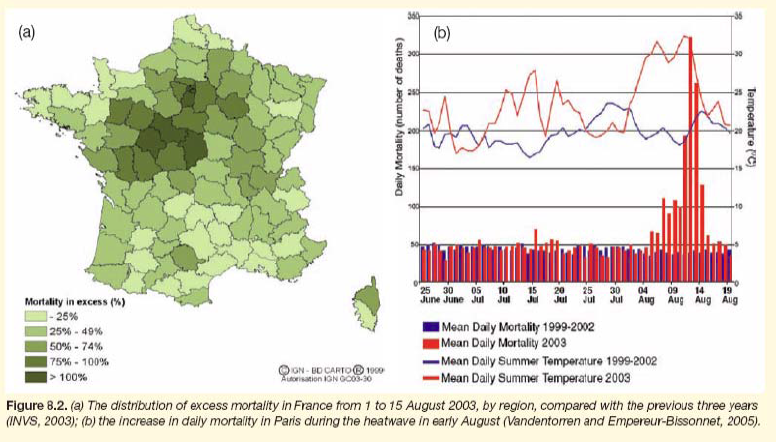 (a)
Mortality in excess (%)
- 25%
25% - 49%
50% - 74%
75% - 100%
> 100%
© IGN - BD CARTO ® 1999
Autorisation IGN GC03-30
(b)
Daily Mortality (number of deaths)
350
300
250
200
150
100
50
0
35
30
25
20
15
10
5
0
Temperature (°C)
25 June
30 June
05 Jul
10 Jul
15 Jul
20 Jul
25 Jul
30 Jul
04 Aug
09 Aug
14 Aug
19 Aug
Mean Daily Mortality 1999-2002
Mean Daily Mortality 2003
Mean Daily Summer Temperature 1999-2002
Mean Daily Summer Temperature 2003
Figure 8.2. (a) The distribution of excess mortality in France from 1 to 15 August 2003, by region, compared with the previous three years
(INVS, 2003); (b) the increase in daily mortality in Paris during the heatwave in early August (Vandentorren and Empereur-Bissonnet, 2005).